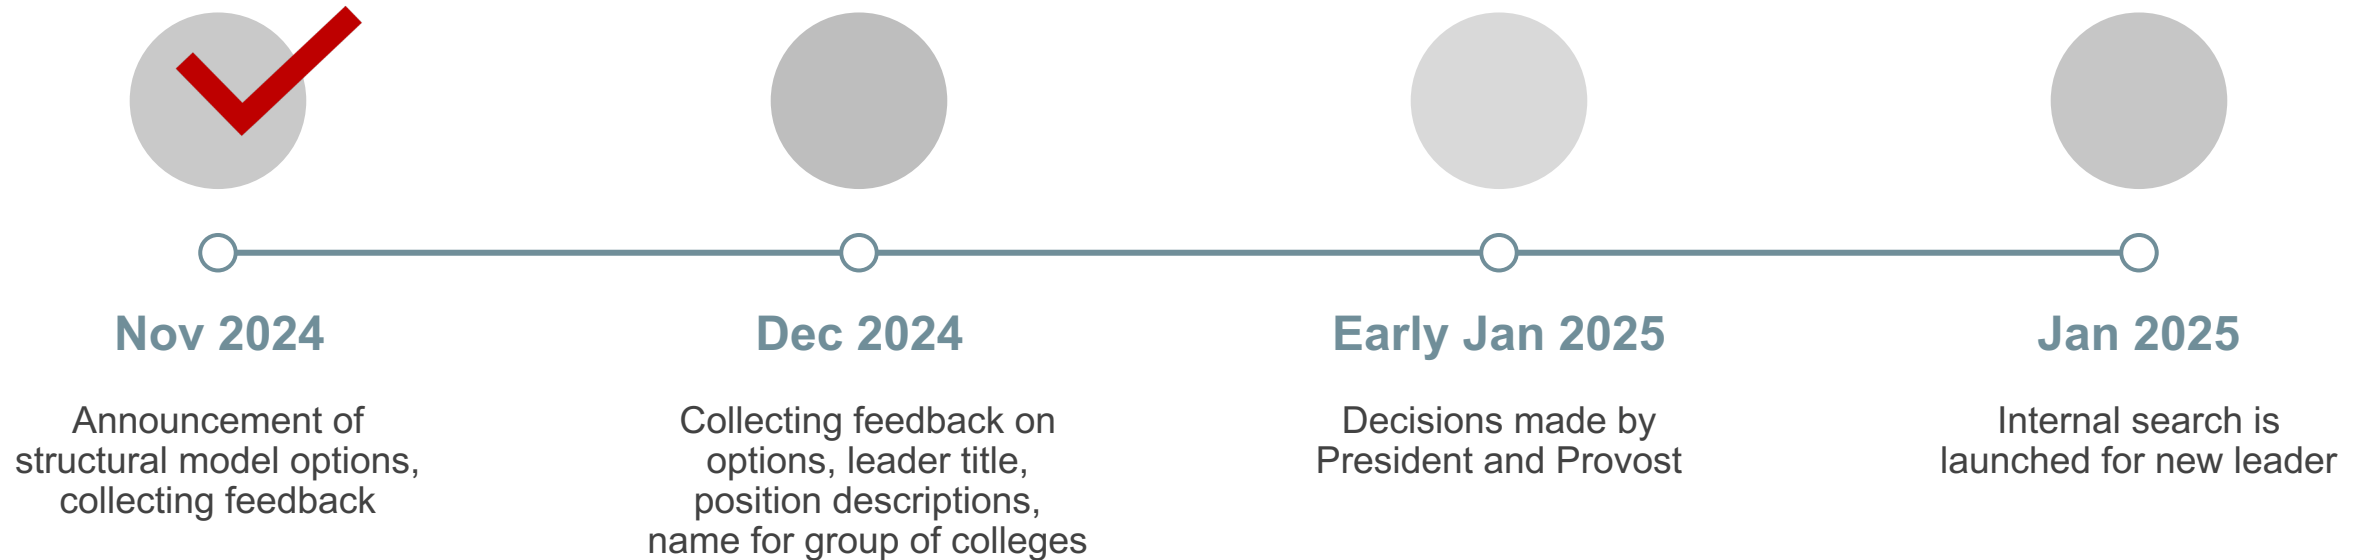 Nov 2024
Announcement of
structural model options,
collecting feedback
Dec 2024
Collecting feedback on
options, leader title,
position descriptions,
name for group of colleges
Early Jan 2025
Decisions made by
President and Provost
Jan 2025
Internal search is
launched for new leader